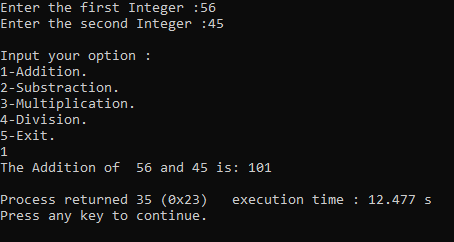 Enter the first Integer :56
Enter the second Integer :45
Input your option :
1-Addition.
2-Substraction.
3-Multiplication.
4-Division.
5-Exit.
1
The Addition of  56 and 45 is: 101
Process returned 35 (0x23)   execution time : 12.477 s
Press any key to continue.